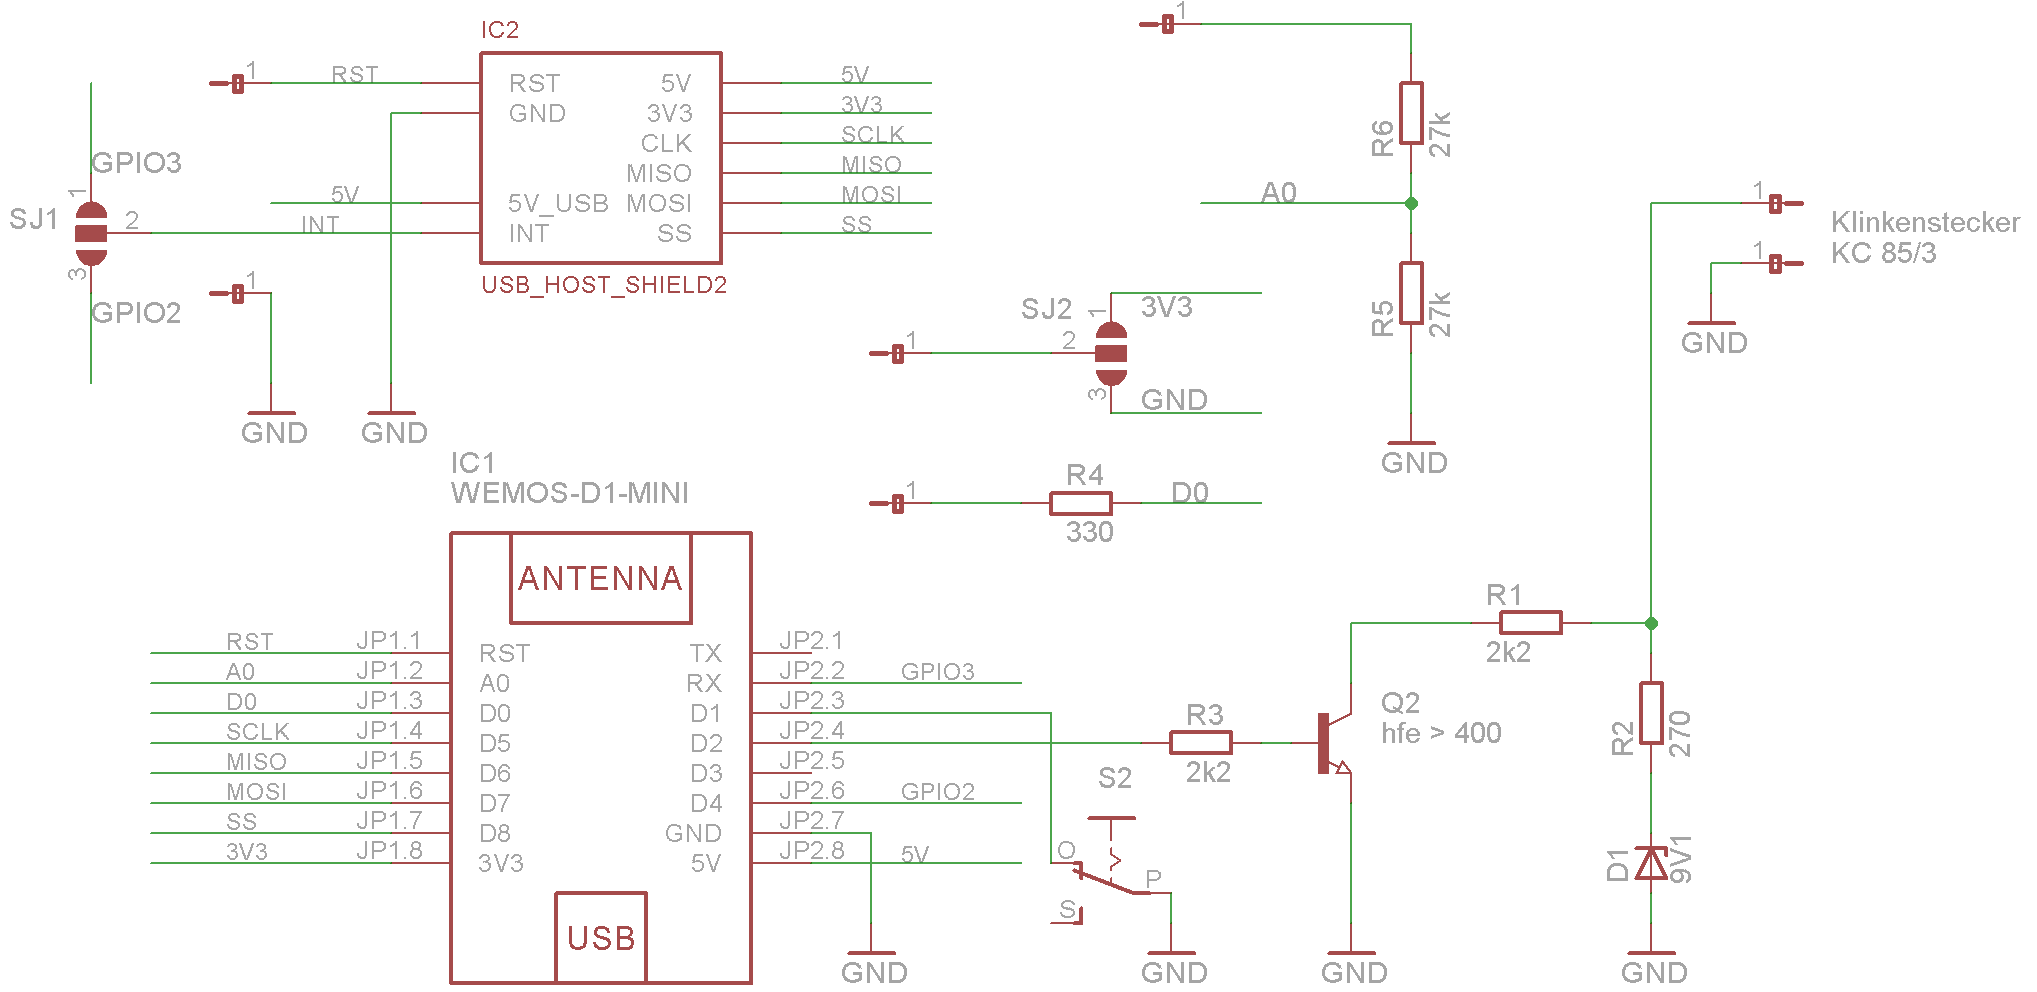 IC2
RST
GND
5V_USB
INT
5V
3V3
CLK
MISO
MOSI
SS
USB_HOST_SHIELD2
1
RST
5V
INT
5V
3V3
SCLK
MISO
MOSI
SS
GPIO3
SJ1
1
2
3
GPIO2
1
GND
GND
1
R6
27k
A0
R5
27k
GND
SJ2
1
2
3
3V3
GND
1
1
R4
330
D0
1
1
Klinkenstecker
KC 85/3
GND
IC1
WEMOS-D1-MINI
ANTENNA
RST JP1.1 RST
A0 JP1.2 A0
D0 JP1.3 D0
SCLK JP1.4 D5
MISO JP1.5 D6
MOSI JP1.6 D7
SS JP1.7 D8
3V3 JP1.8 3V3
TX JP2.1
RX JP2.2 GPIO3
D1 JP2.3
D2 JP2.4
D3 JP2.5
D4 JP2.6 GPIO2
GND JP2.7
5V JP2.8 5V
USB
GND
S2
O
P
S
GND
R3
2k2
Q2
hfe > 400
GND
R1
2k2
R2
270
D1
9V1
GND